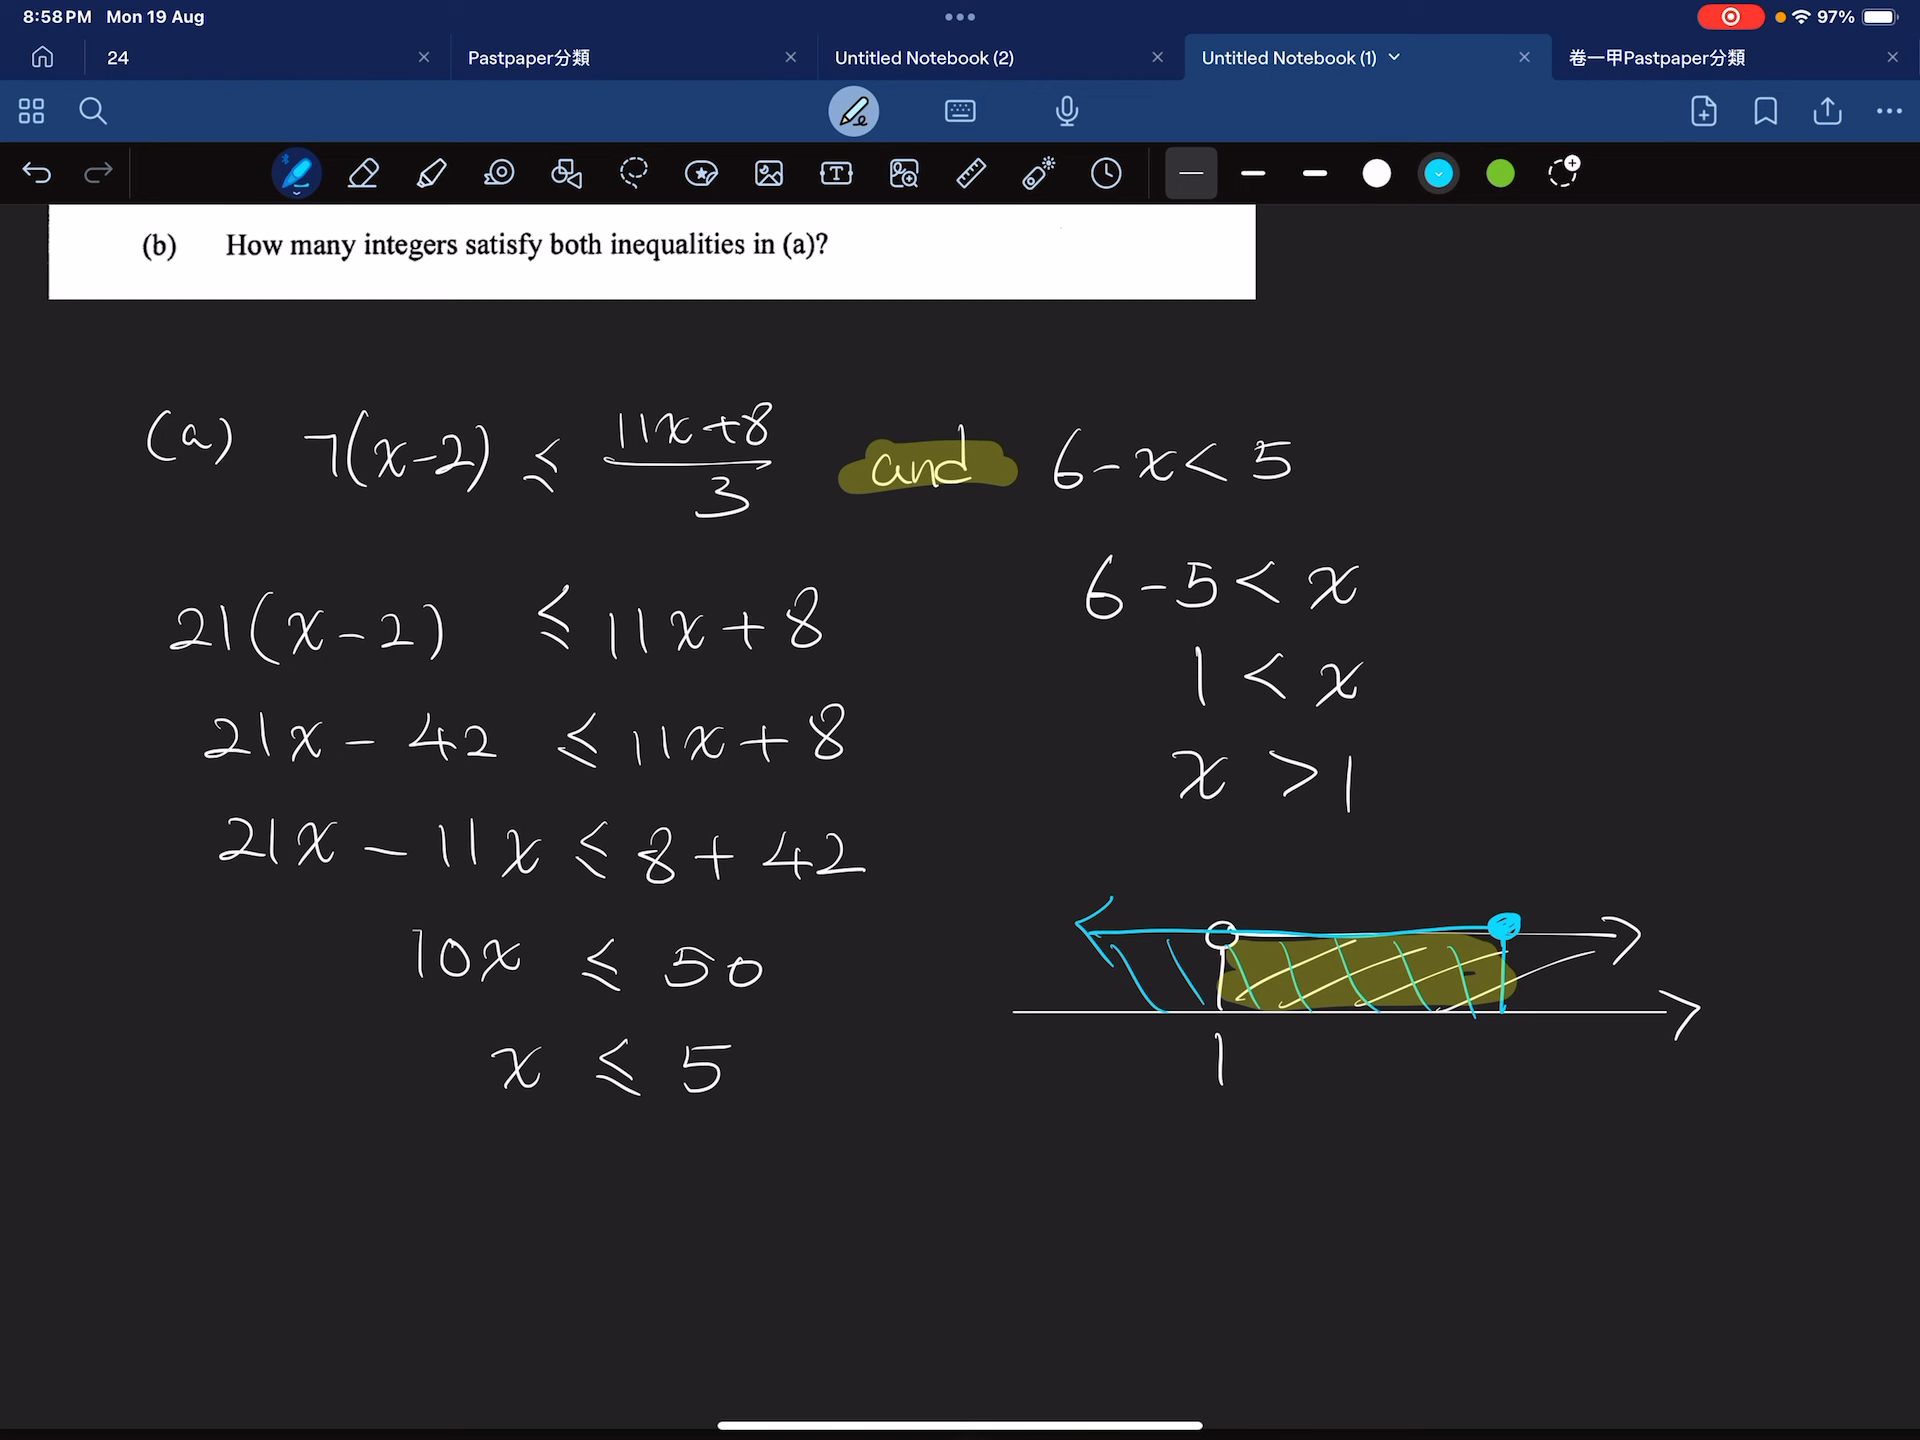 8:58 PM Mon 19 Aug
97%
24
Pastpaper分類
Untitled Notebook (2)
Untitled Notebook (1)
卷一甲Pastpaper分類
(b) How many integers satisfy both inequalities in (a)?
(a) 7(x-2) ≤ (11x+8)/3 and 6-x<5
21(x-2) ≤ 11x+8
6-5<x
21x-42 ≤ 11x+8
1<x
21x-11x ≤ 8+42
x>1
10x ≤ 50
x ≤ 5
1